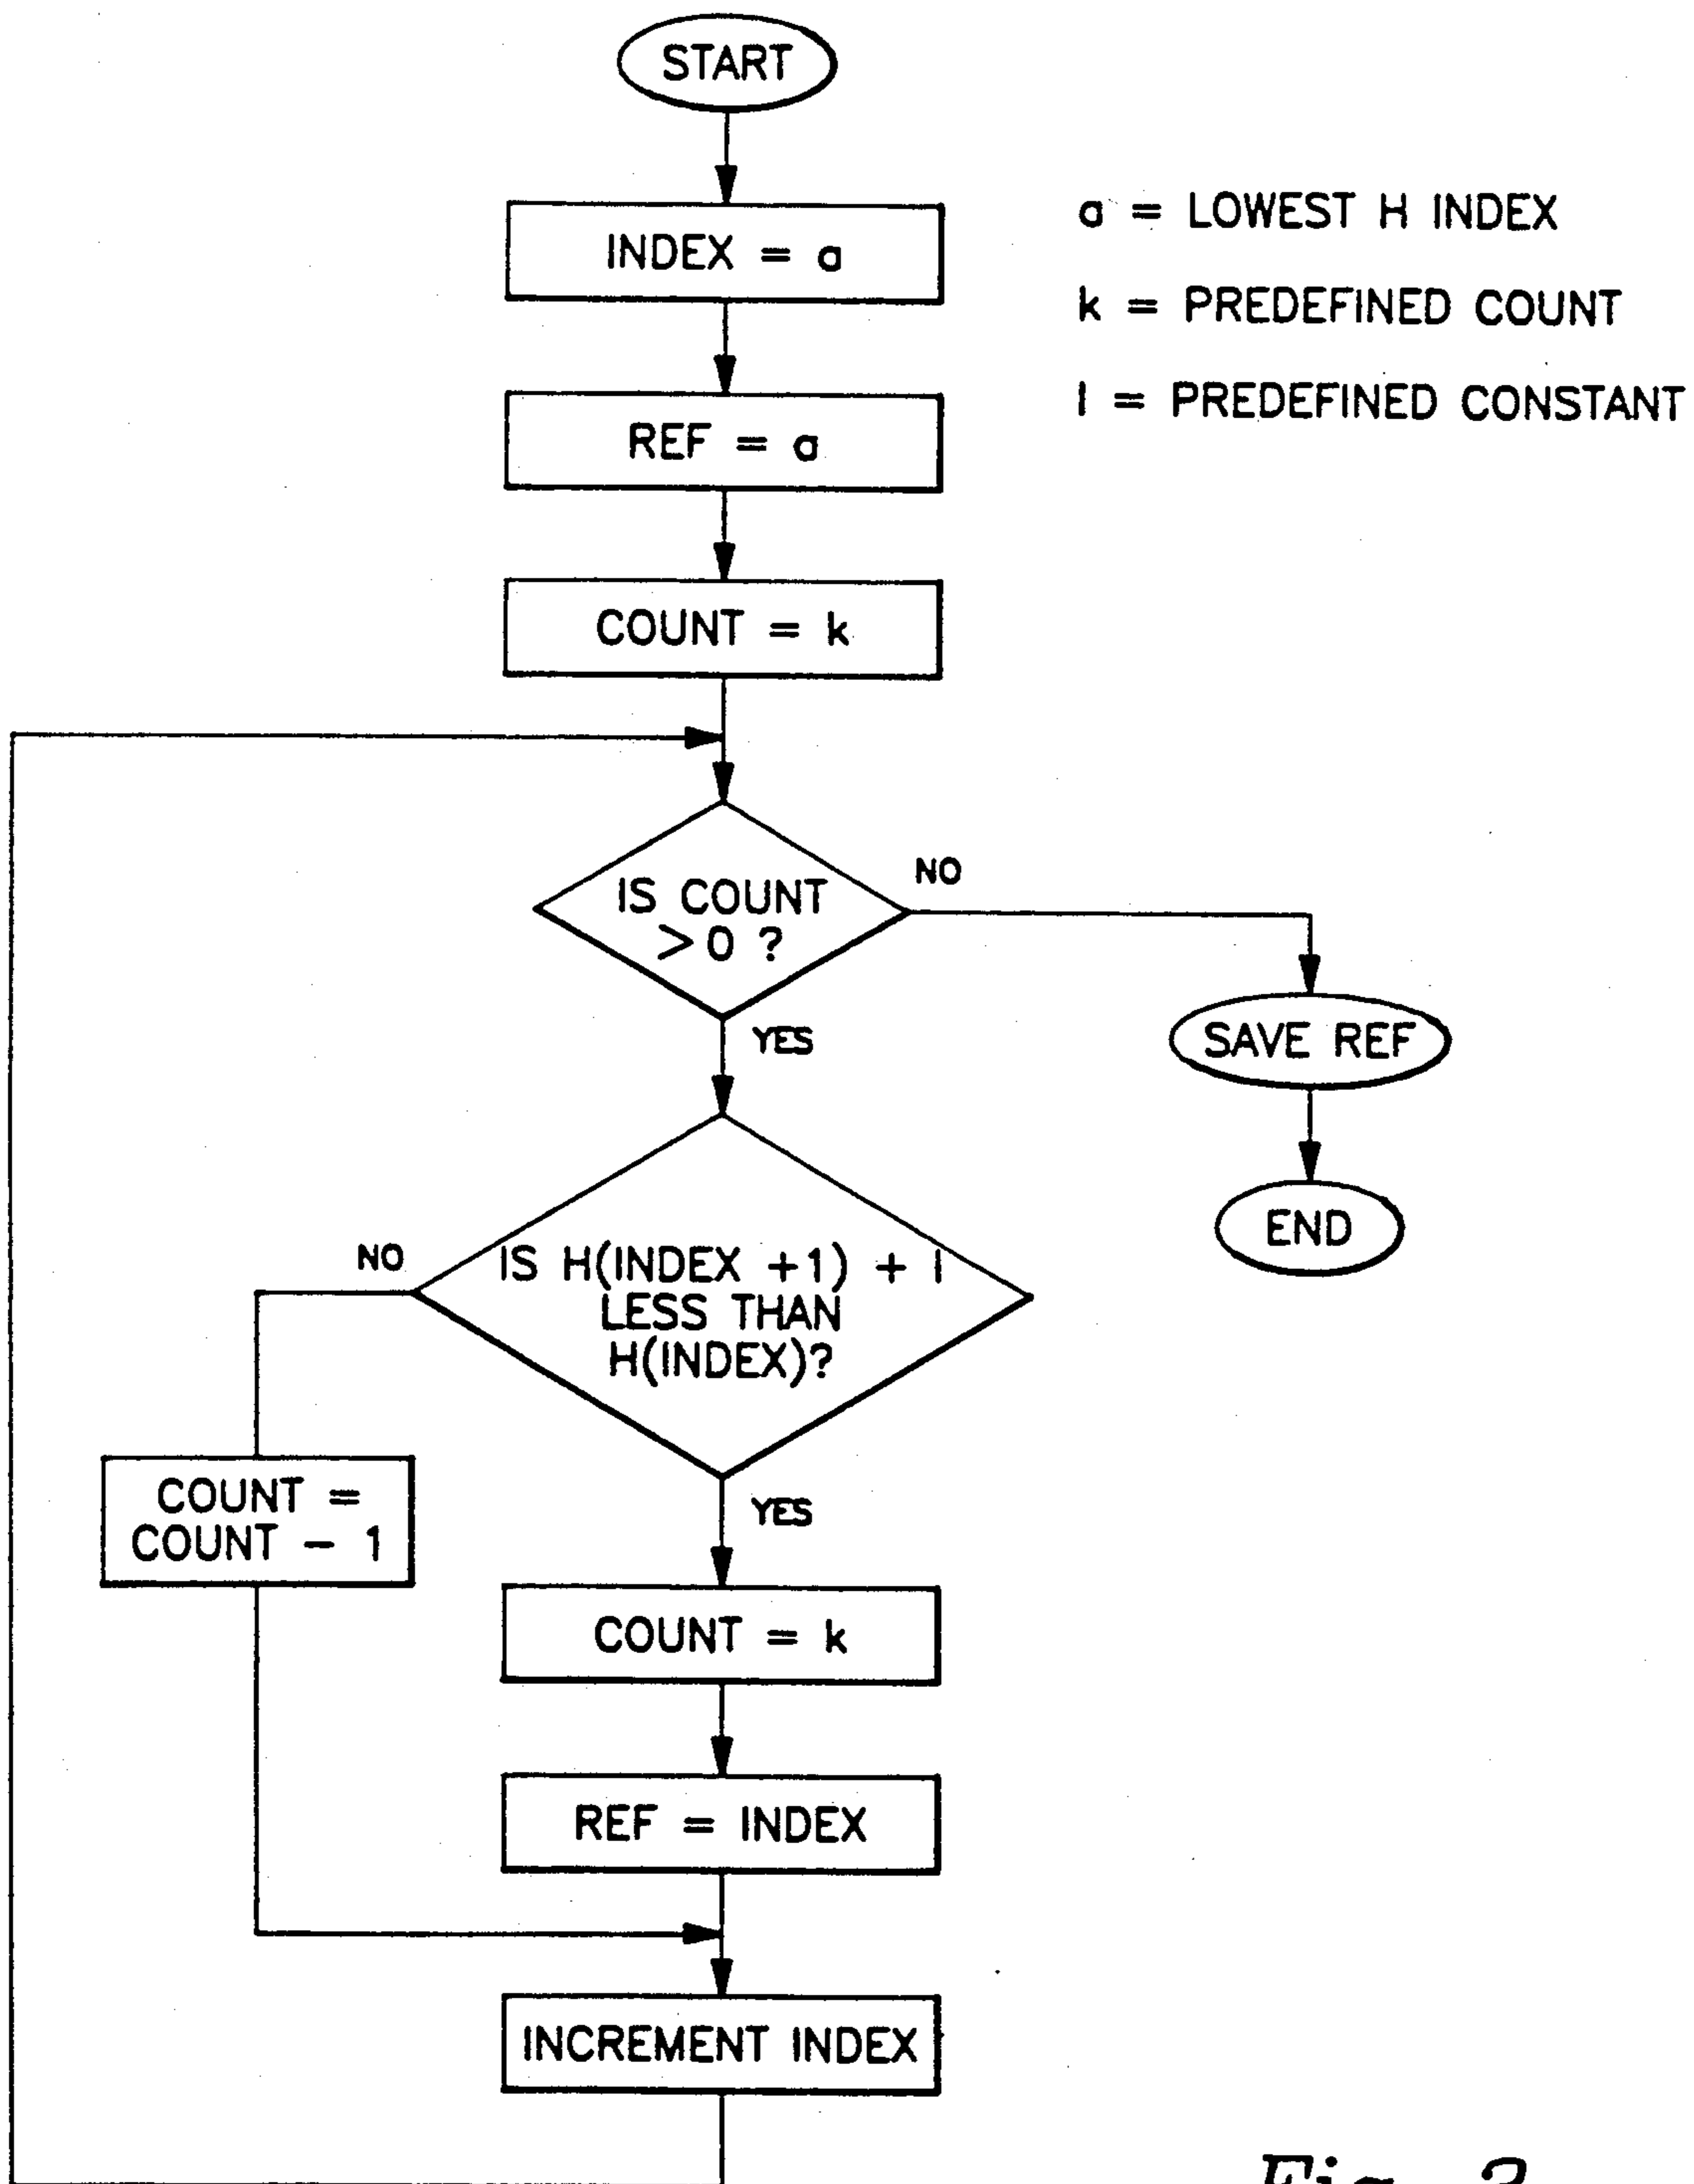 START
INDEX = a
a = LOWEST H INDEX
k = PREDEFINED COUNT
l = PREDEFINED CONSTANT
REF = a
COUNT = k
IS COUNT
> 0 ?
NO
YES
SAVE REF
END
IS H(INDEX +1) + l
LESS THAN
H(INDEX)?
NO
YES
COUNT =
COUNT - 1
COUNT = k
REF = INDEX
INCREMENT INDEX
Fig.